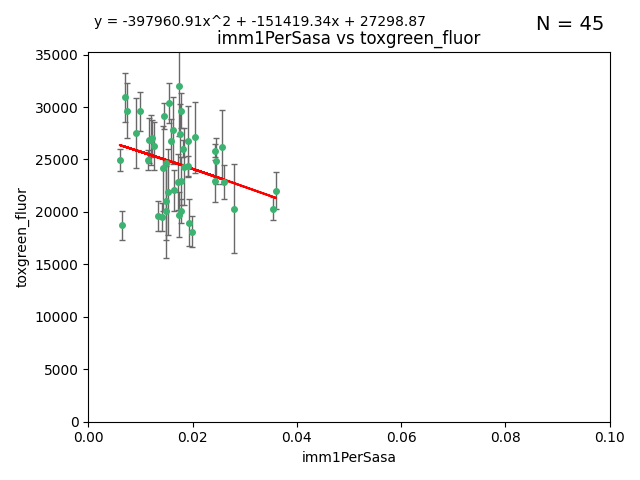 y = -397960.91x^2 + -151419.34x + 27298.87
N = 45
imm1PerSasa vs toxgreen_fluor
35000
30000
25000
20000
15000
10000
5000
0
toxgreen_fluor
0.00 0.02 0.04 0.06 0.08 0.10
imm1PerSasa